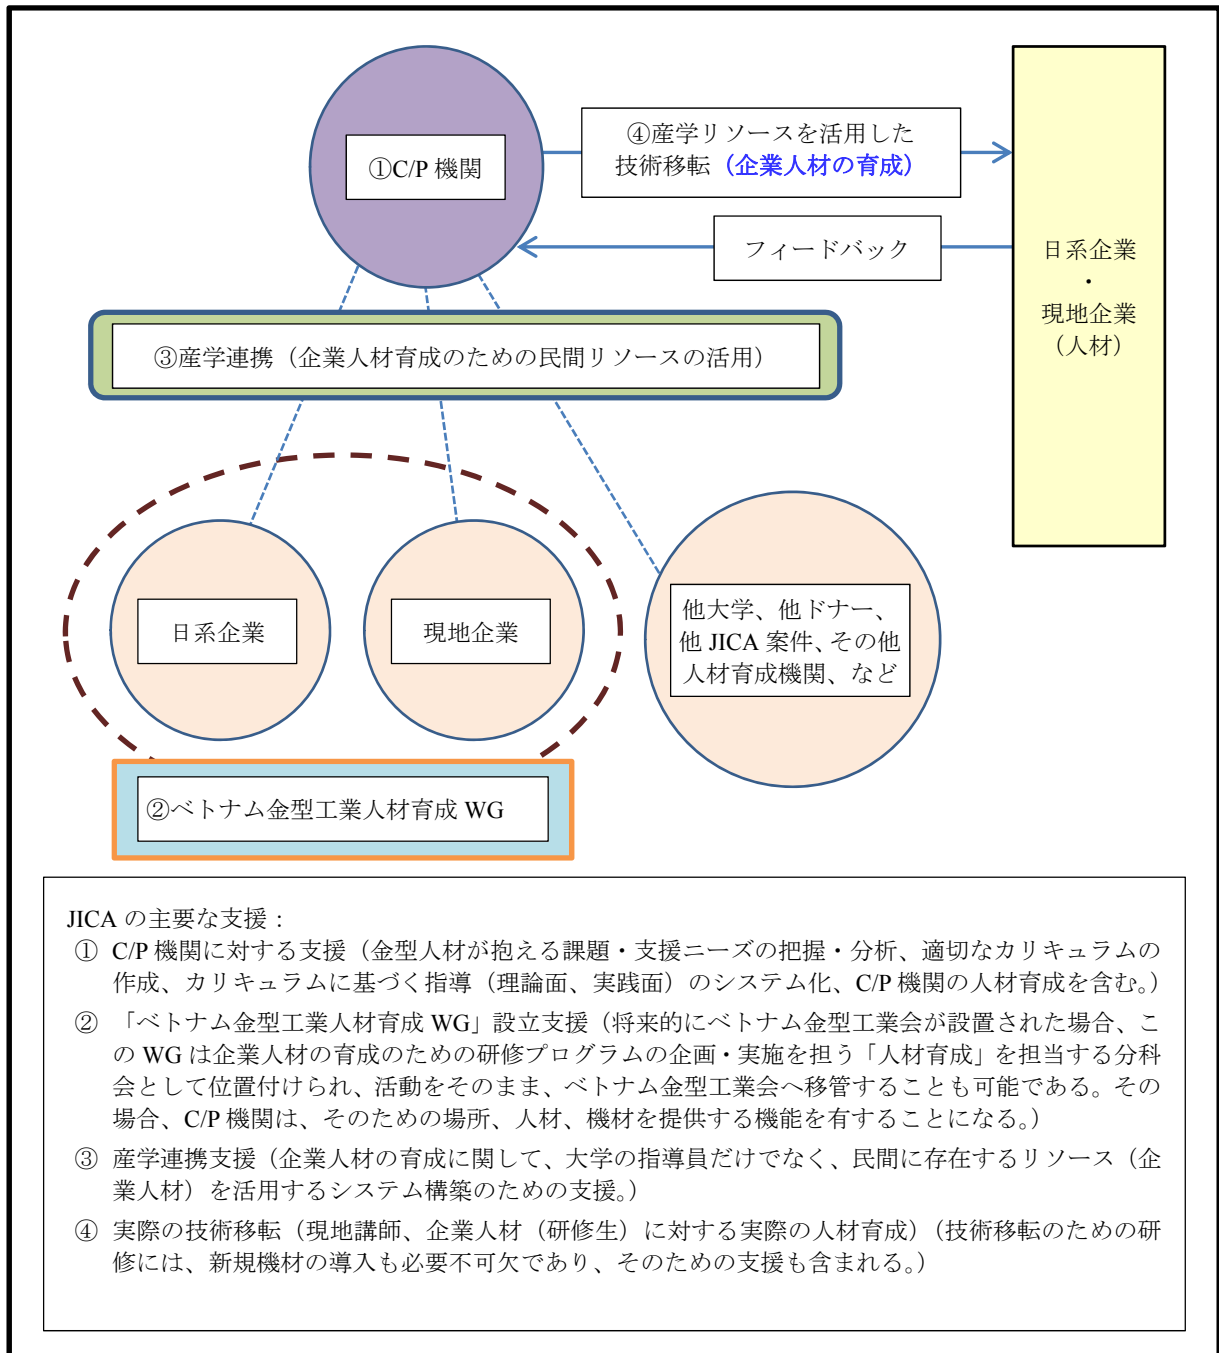 ①C/P 機関
④産学リソースを活用した
技術移転（企業人材の育成）
フィードバック
日系企業
・
現地企業
（人材）
③産学連携（企業人材育成のための民間リソースの活用）
日系企業
現地企業
他大学、他ドナー、
他 JICA 案件、その他
人材育成機関、など
②ベトナム金型工業人材育成 WG
JICA の主要な支援：
① C/P 機関に対する支援（金型人材が抱える課題・支援ニーズの把握・分析、適切なカリキュラムの
作成、カリキュラムに基づく指導（理論面、実践面）のシステム化、C/P 機関の人材育成を含む。）
② 「ベトナム金型工業人材育成 WG」設立支援（将来的にベトナム金型工業会が設置された場合、こ
の WG は企業人材の育成のための研修プログラムの企画・実施を担う「人材育成」を担当する分科
会として位置付けられ、活動をそのまま、ベトナム金型工業会へ移管することも可能である。その
場合、C/P 機関は、そのための場所、人材、機材を提供する機能を有することになる。）
③ 産学連携支援（企業人材の育成に関して、大学の指導員だけでなく、民間に存在するリソース（企
業人材）を活用するシステム構築のための支援。）
④ 実際の技術移転（現地講師、企業人材（研修生）に対する実際の人材育成）（技術移転のための研
修には、新規機材の導入も必要不可欠であり、そのための支援も含まれる。）